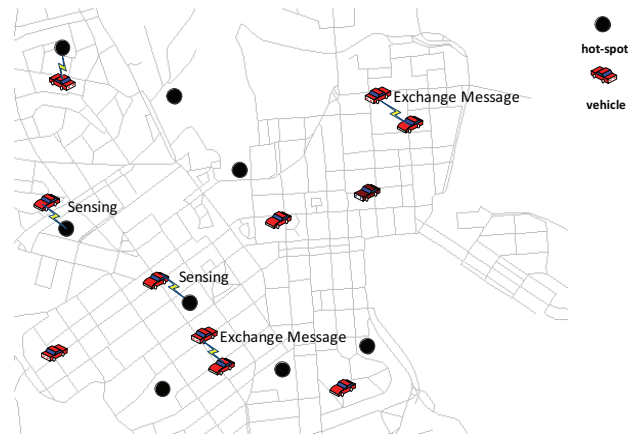 hot-spot
vehicle
Exchange Message
Sensing
Sensing
Exchange Message